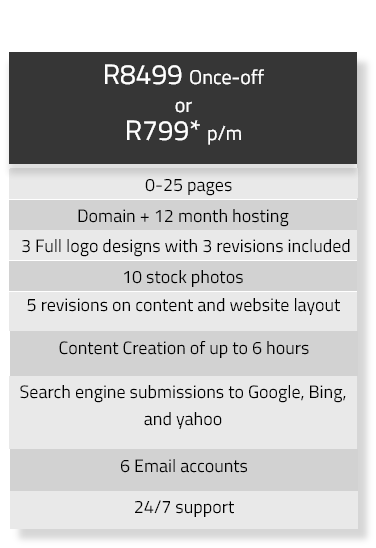 R8499 Once-off
or
R799* p/m
0-25 pages
Domain + 12 month hosting
3 Full logo designs with 3 revisions included
10 stock photos
5 revisions on content and website layout
Content Creation of up to 6 hours
Search engine submissions to Google, Bing,
and yahoo
6 Email accounts
24/7 support